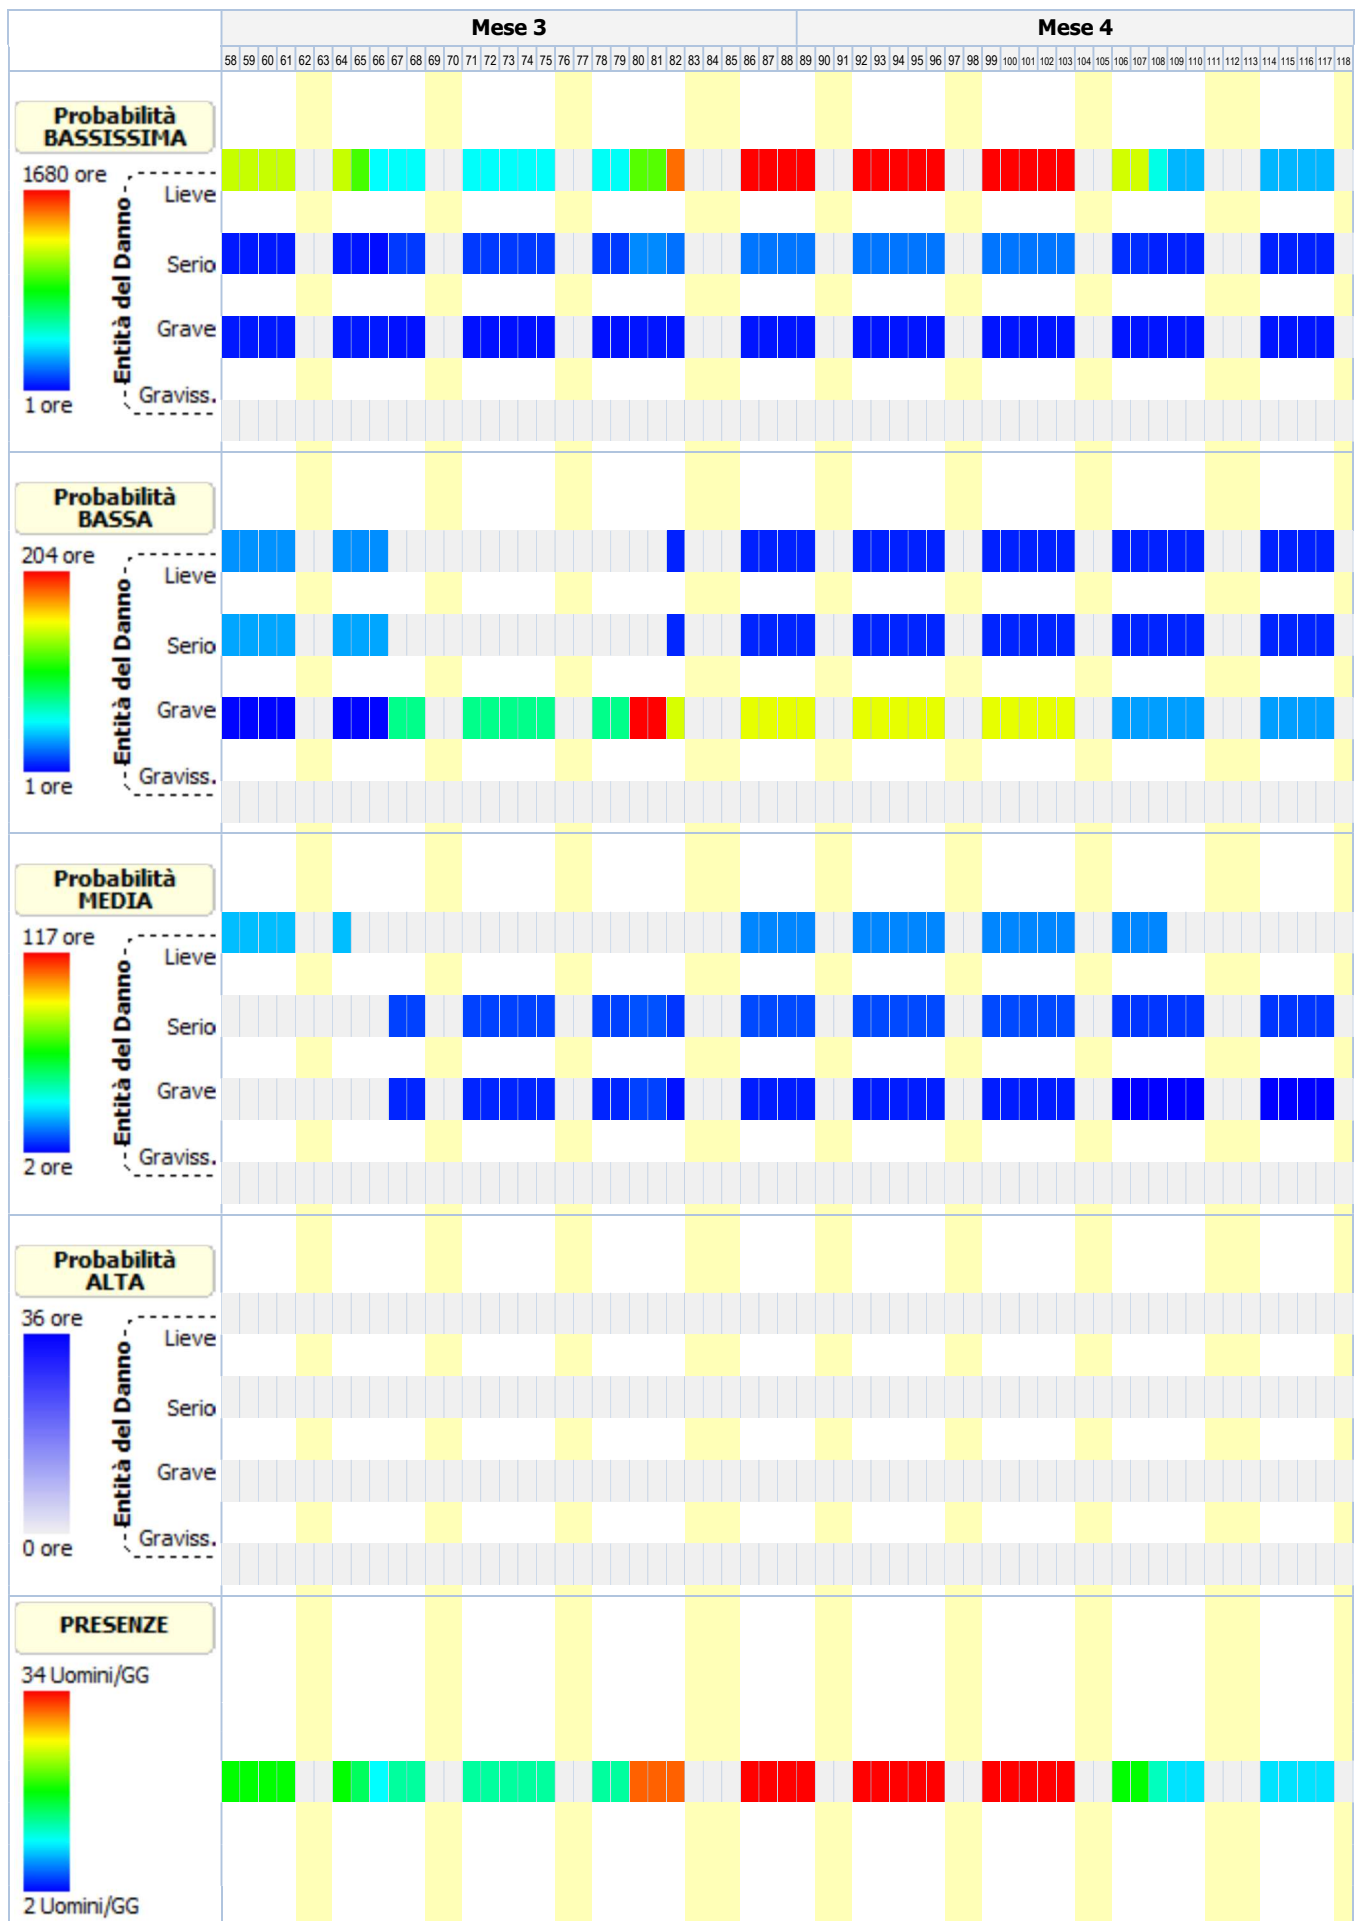 Mese 3 Mese 4
58 59 60 61 62 63 64 65 66 67 68 69 70 71 72 73 74 75 76 77 78 79 80 81 82 83 84 85 86 87 88 89 90 91 92 93 94 95 96 97 98 99 100 101 102 103 104 105 106 107 108 109 110 111 112 113 114 115 116 117 118
Probabilità
BASSISSIMA
1680 ore
Lieve
Serio
Entità del Danno
Grave
Graviss.
1 ore
Probabilità
BASSA
204 ore
Lieve
Serio
Entità del Danno
Grave
Graviss.
1 ore
Probabilità
MEDIA
117 ore
Lieve
Serio
Entità del Danno
Grave
Graviss.
2 ore
Probabilità
ALTA
36 ore
Lieve
Serio
Entità del Danno
Grave
Graviss.
0 ore
PRESENZE
34 Uomini/GG
2 Uomini/GG